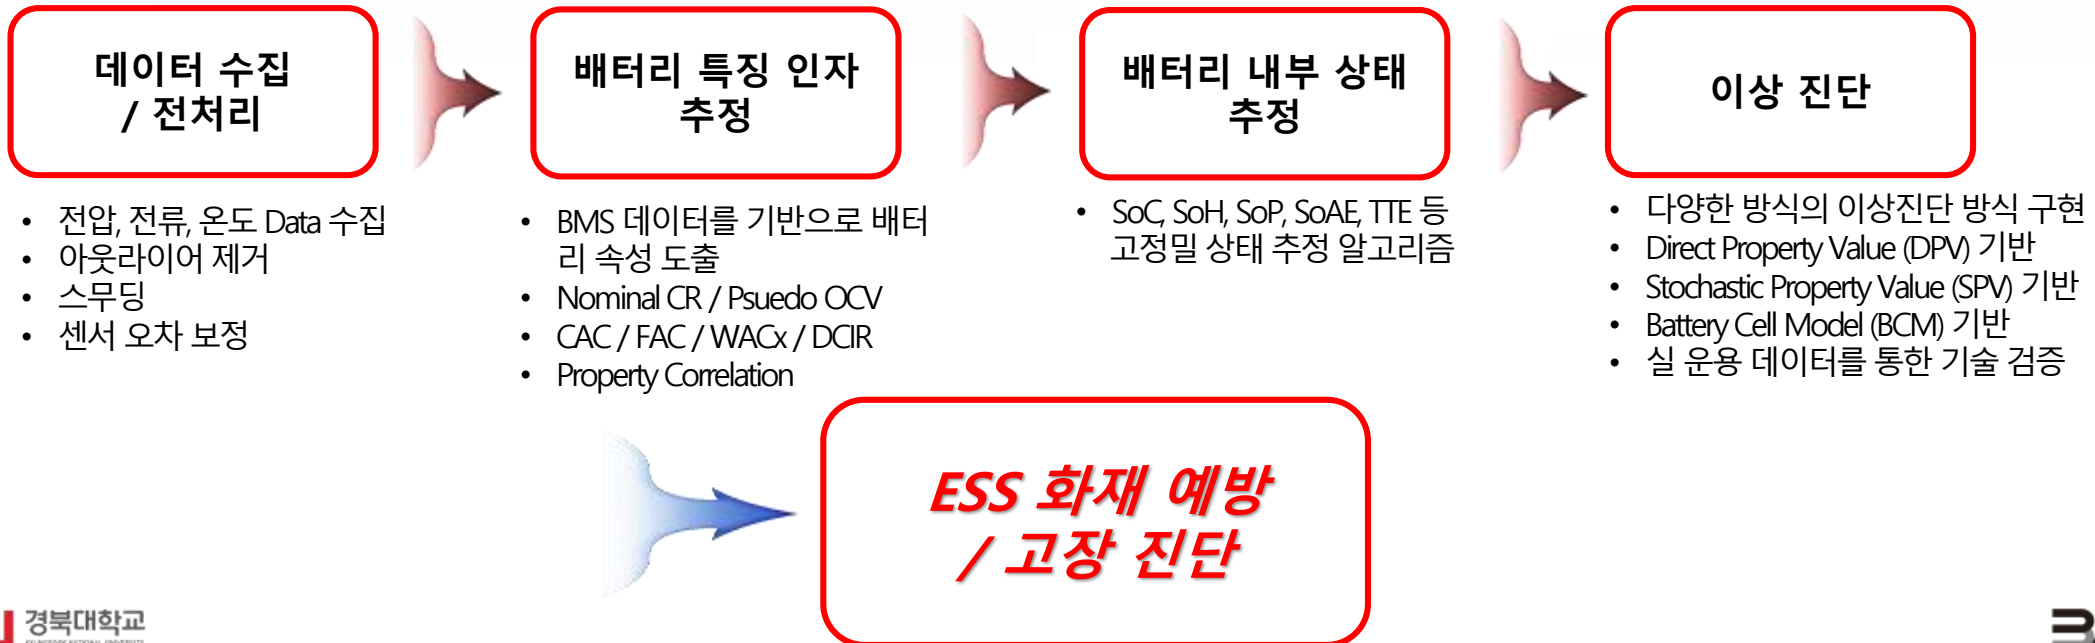 데이터 수집
/ 전처리
• 전압, 전류, 온도 Data 수집
• 아웃라이어 제거
• 스무딩
• 센서 오차 보정
배터리 특징 인자
추정
• BMS 데이터를 기반으로 배터
리 속성 도출
• Nominal CR / Psuedo OCV
• CAC / FAC / WACx / DCIR
• Property Correlation
배터리 내부 상태
추정
• SoC, SoH, SoP, SoAE, TTE 등
고정밀 상태 추정 알고리즘
이상 진단
• 다양한 방식의 이상진단 방식 구현
• Direct Property Value (DPV) 기반
• Stochastic Property Value (SPV) 기반
• Battery Cell Model (BCM) 기반
• 실 운용 데이터를 통한 기술 검증
ESS 화재 예방
/ 고장 진단
경북대학교